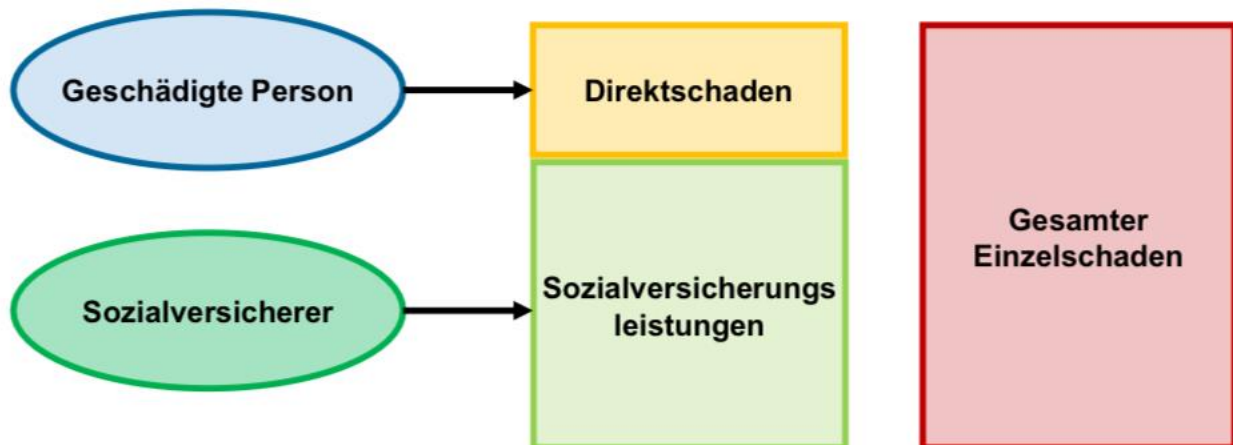 Geschädigte Person
Direktschaden
Gesamter
Einzelschaden
Sozialversicherer
Sozialversicherungs
leistungen